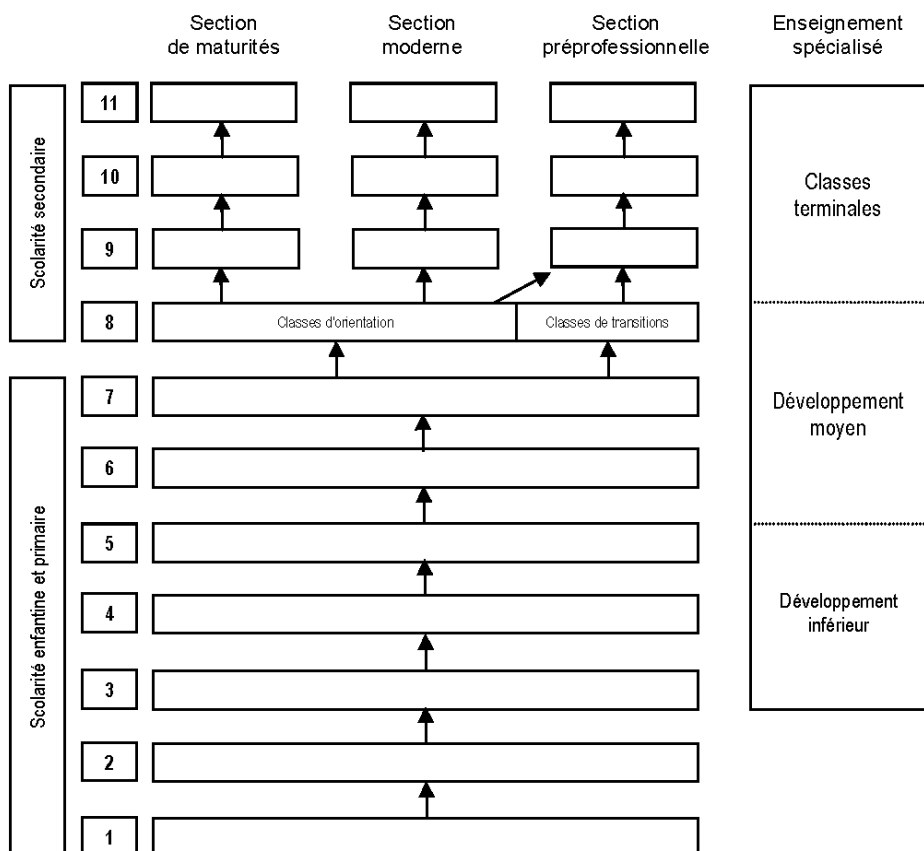 Section
de maturités
Section
moderne
Section
préprofessionnelle
Enseignement
spécialisé
Scolarité secondaire
11
10
9
8
Classes d'orientation
Classes de transitions
Classes
terminales
Scolarité enfantine et primaire
7
6
5
4
3
2
1
Développement
moyen
Développement
inférieur